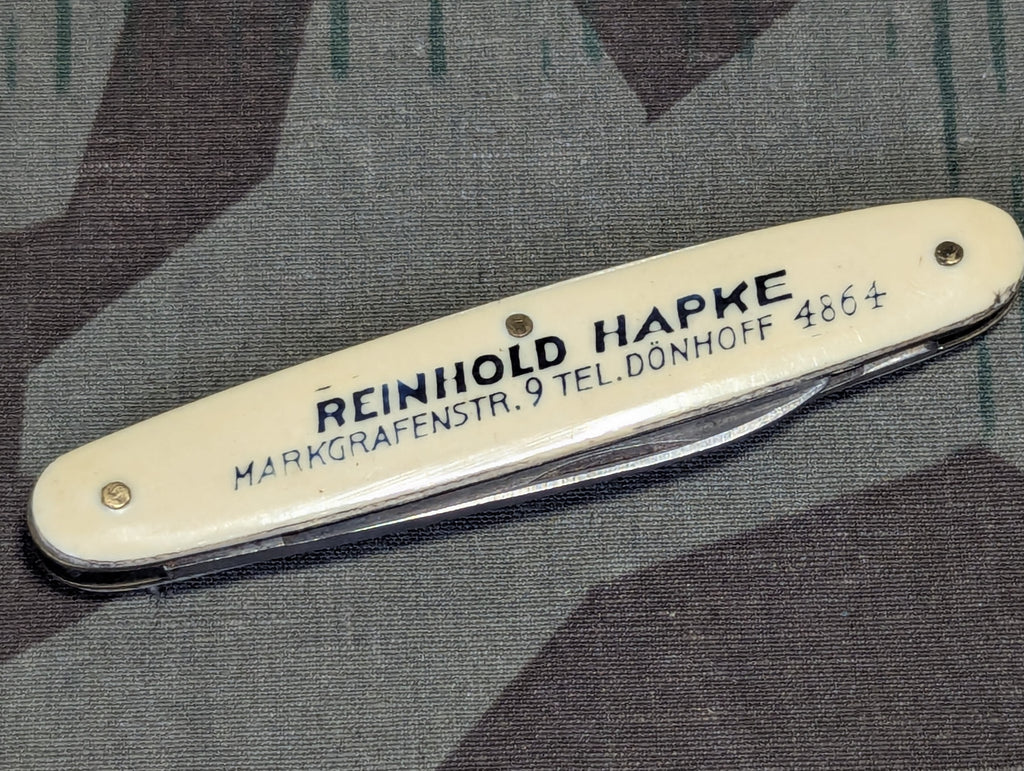 REINHOLD HAPKE
MARKGRAFENSTR. 9 TEL. DÖNHOFF 4864